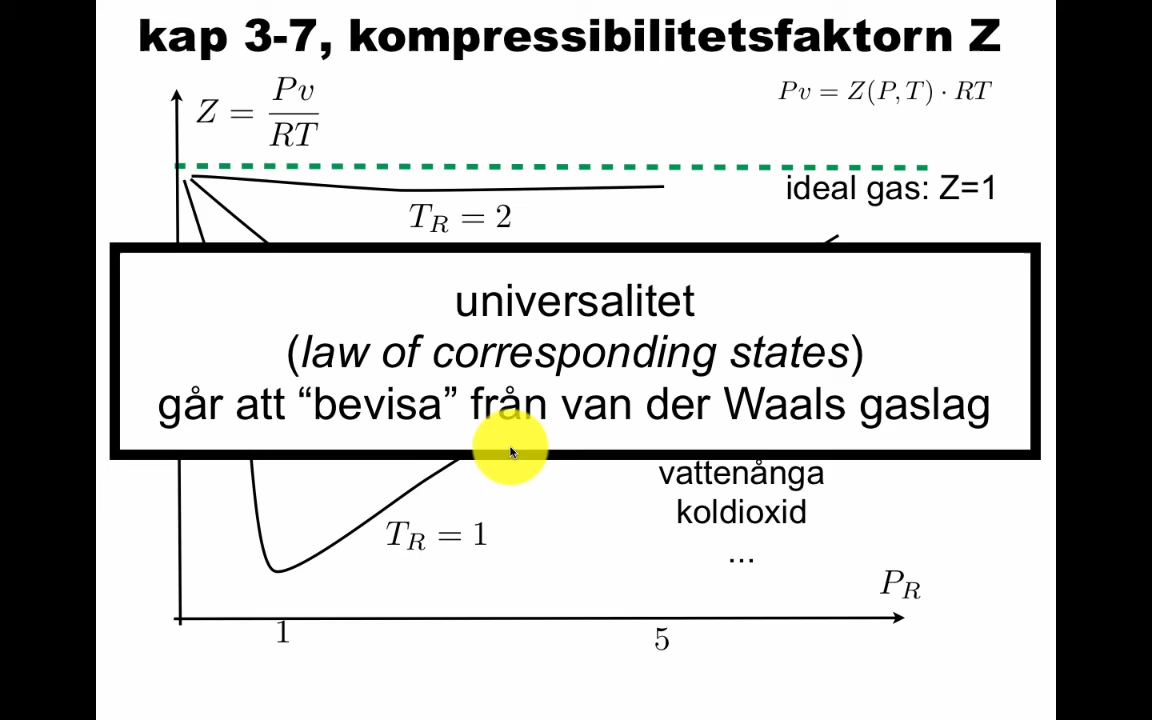 kap 3-7, kompressibilitetsfaktorn Z
Z = Pv/RT
Pv = Z(P,T) · RT
ideal gas: Z=1
T_R = 2
universalitet
(law of corresponding states)
går att “bevisa” från van der Waals gaslag
vattenånga
koldioxid
...
T_R = 1
P_R
1
5